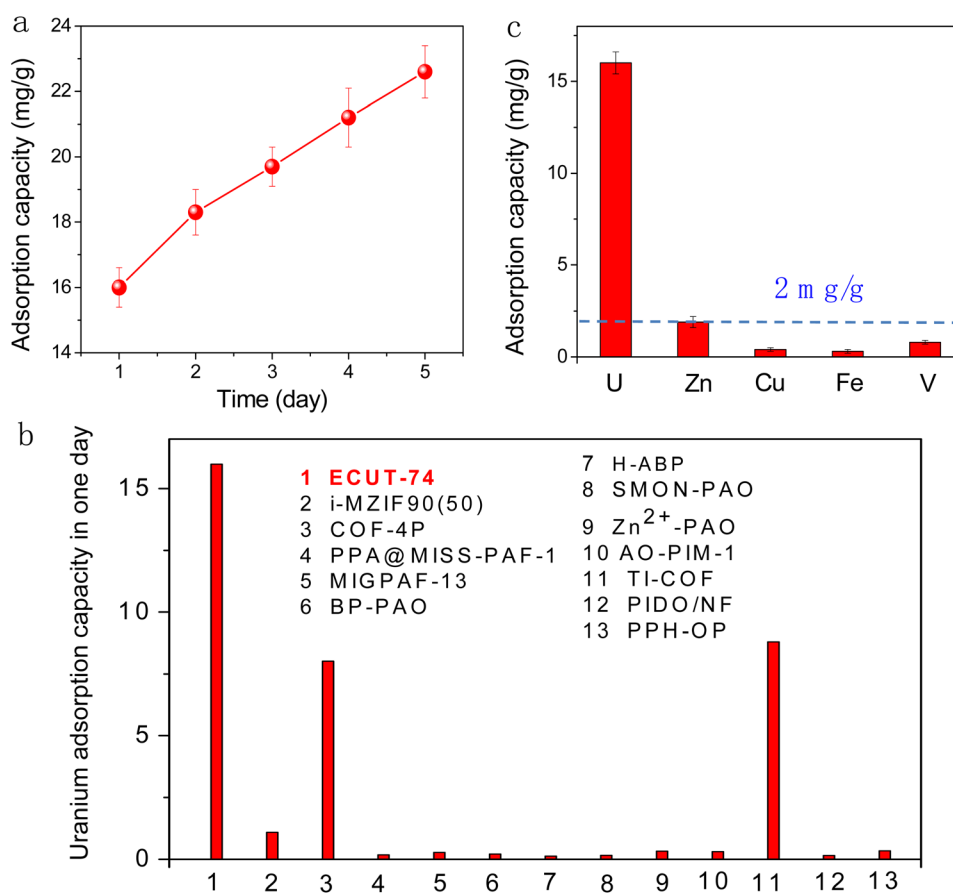 a
24
22
20
18
16
14
Adsorption capacity (mg/g)
1 2 3 4 5
Time (day)
c
15
10
5
0
Adsorption capacity (mg/g)
2 mg/g
U Zn Cu Fe V
b
Uranium adsorption capacity in one day
15
10
5
0
1 ECUT-74
2 i-MZIF90(50)
3 COF-4P
4 PPA@MISS-PAF-1
5 MIGPAF-13
6 BP-PAO
7 H-ABP
8 SMON-PAO
9 Zn²⁺-PAO
10 AO-PIM-1
11 TI-COF
12 PIDO/NF
13 PPH-OP
1 2 3 4 5 6 7 8 9 10 11 12 13